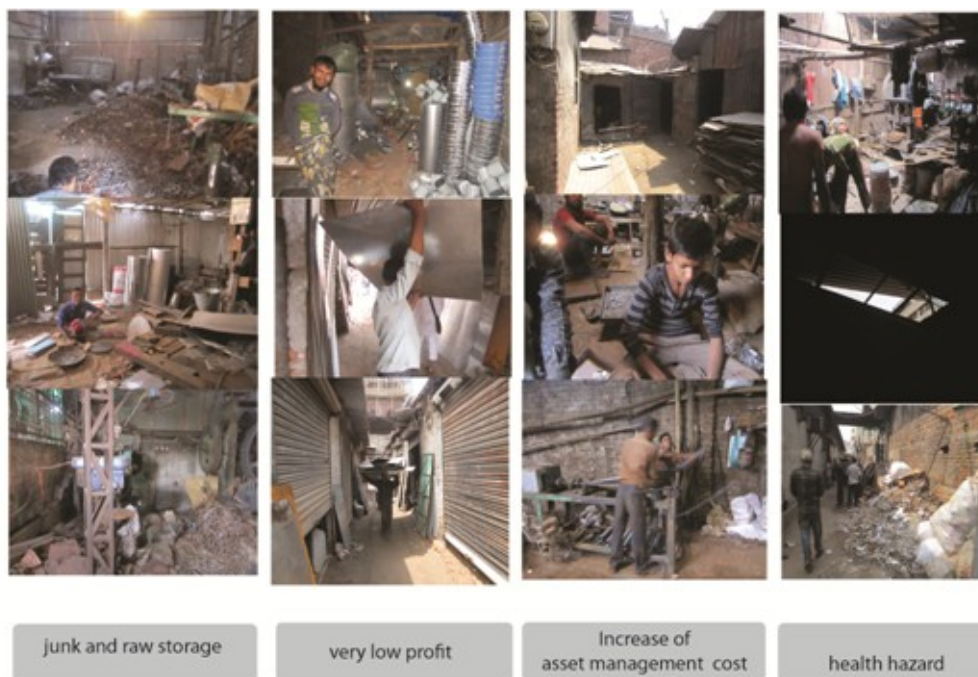 junk and raw storage
very low profit
Increase of
asset management cost
health hazard